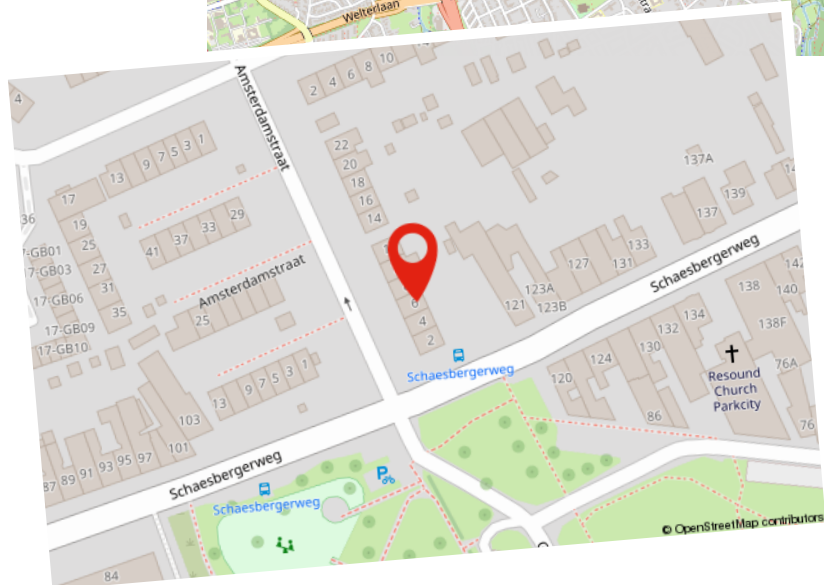 Welterlaan
stra
4
Amsterdamstraat
2 4 6 8 10
22
20
18
16
14
6
4
2
13 9 7 5 3 1
17
19
25
27
31
35
36
7-GB01
7-GB03
17-GB06
17-GB09
17-GB10
41 37 33 29
Amsterdamstraat
25
13 9 7 5 3 1
103
101
87 89 91 93 95 97
137A
137
139
14
133
131
127
123A
123B
121
Schaesbergerweg
Schaesbergerweg
142
138
140
134
138F
132
130
124
120
86
76A
76
Resound
Church
Parkcity
Schaesbergerweg
Schaesbergerweg
P
84
© OpenStreetMap contributors